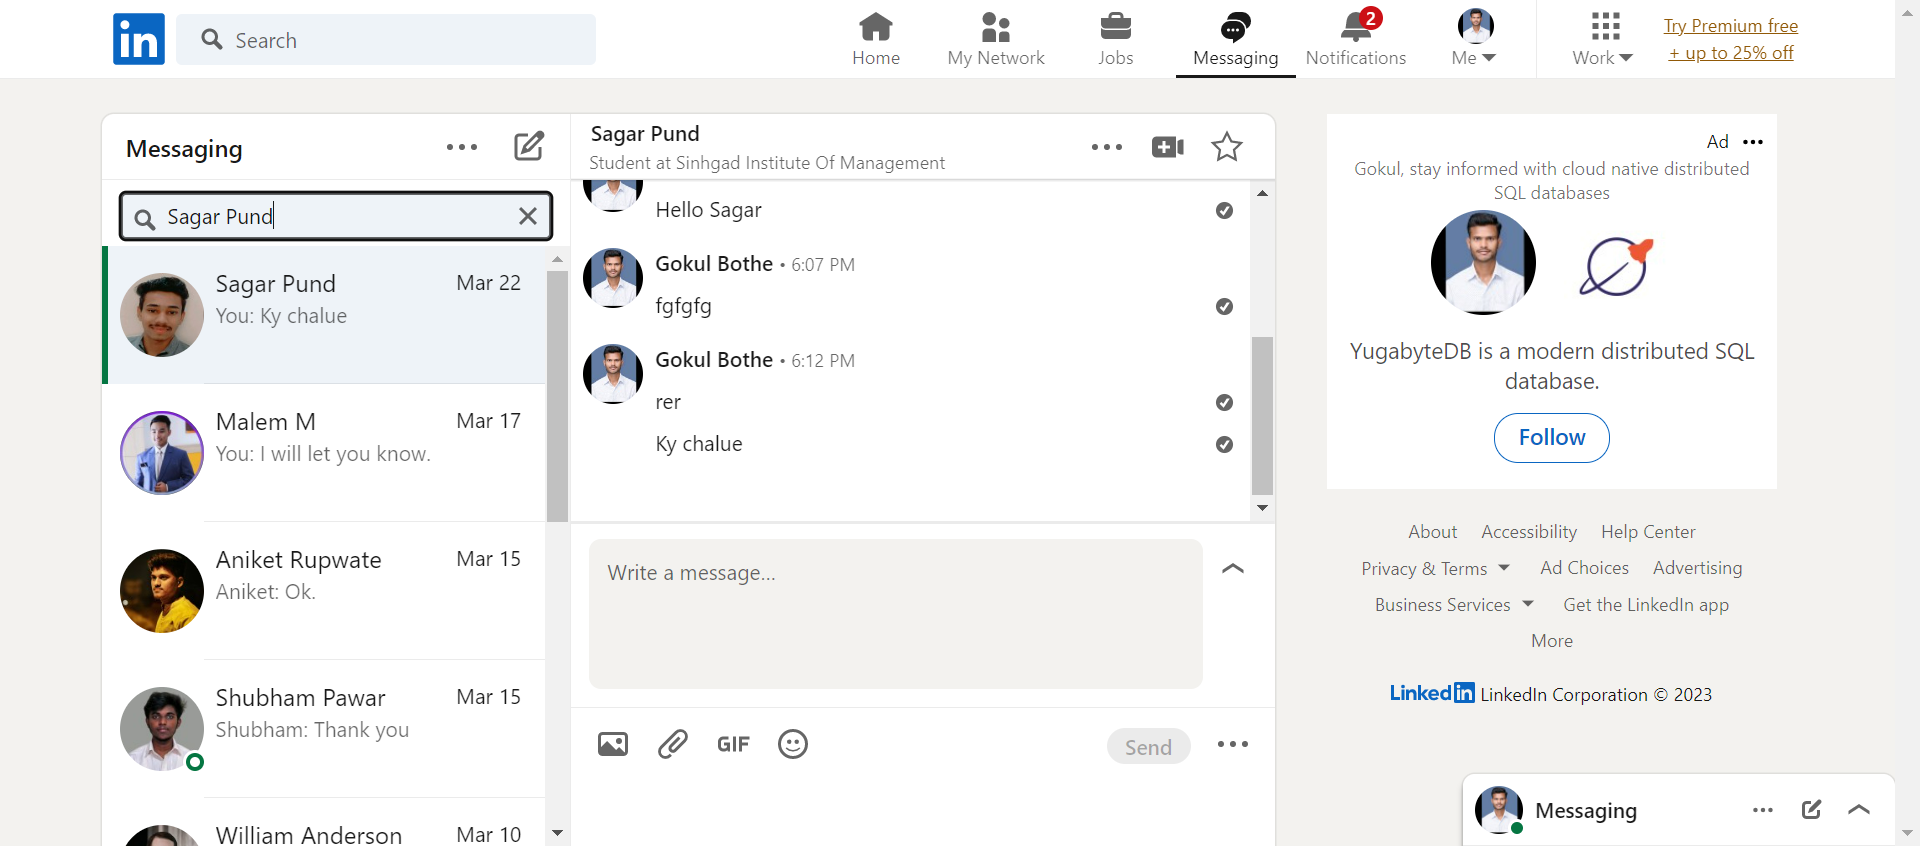 in
Search
Home
My Network
Jobs
Messaging
2
Notifications
Me
Work
Try Premium free
+ up to 25% off
Messaging
Sagar Pund
Sagar Pund
Mar 22
You: Ky chalue
Malem M
Mar 17
You: I will let you know.
Aniket Rupwate
Mar 15
Aniket: Ok.
Shubham Pawar
Mar 15
Shubham: Thank you
William Anderson
Mar 10
Sagar Pund
Student at Sinhgad Institute Of Management
Hello Sagar
Gokul Bothe • 6:07 PM
fgfgfg
Gokul Bothe • 6:12 PM
rer
Ky chalue
Write a message...
GIF
Send
Ad
Gokul, stay informed with cloud native distributed
SQL databases
YugabyteDB is a modern distributed SQL
database.
Follow
About Accessibility Help Center
Privacy & Terms Ad Choices Advertising
Business Services Get the LinkedIn app
More
LinkedIn LinkedIn Corporation © 2023
Messaging